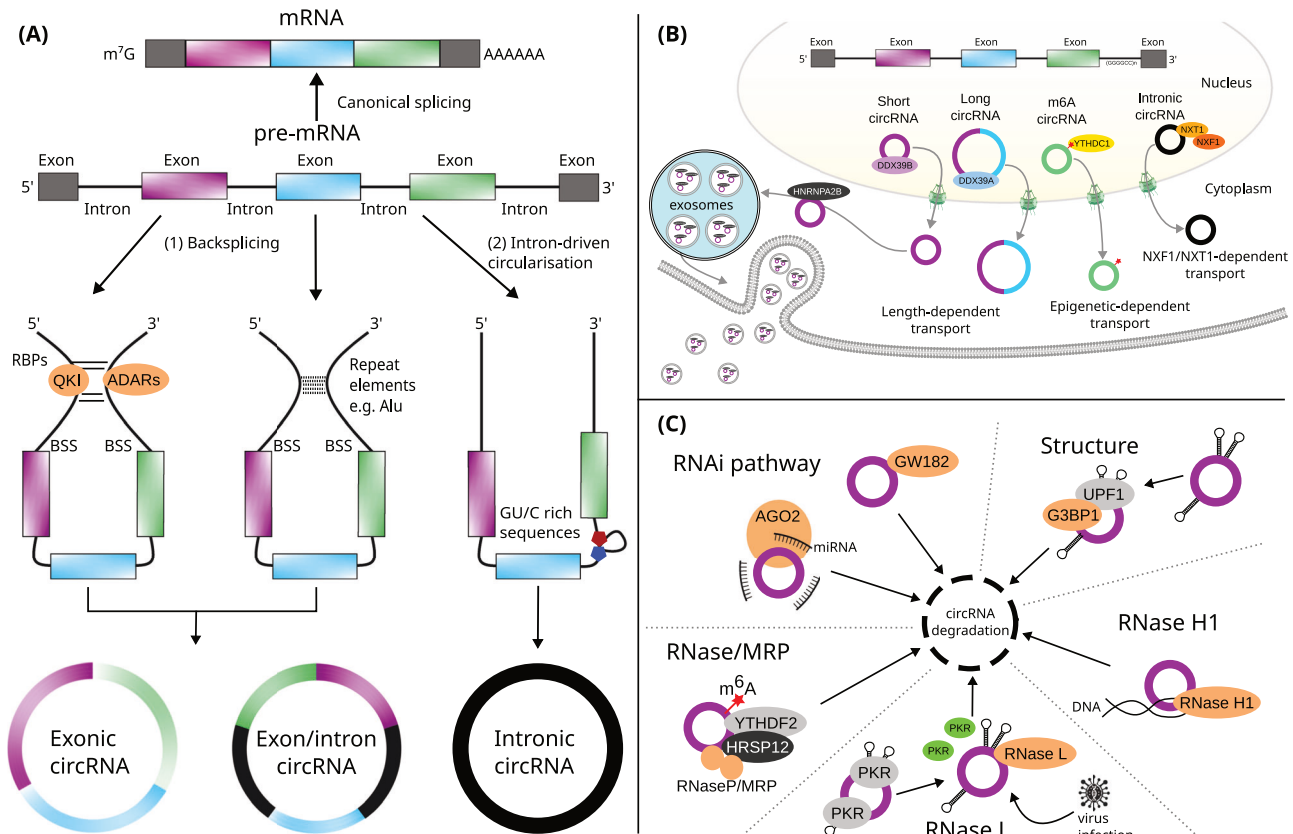 (A)
mRNA
m⁷G
AAAAAA
Canonical splicing
pre-mRNA
Exon
Exon
Exon
Exon
Exon
5'
3'
Intron
Intron
Intron
Intron
(1) Backsplicing
(2) Intron-driven
circularisation
5'
3'
5'
3'
5'
3'
RBPs
QKI
ADARs
Repeat
elements
e.g. Alu
BSS
BSS
BSS
BSS
GU/C rich
sequences
Exonic
circRNA
Exon/intron
circRNA
Intronic
circRNA
(B)
Exon
Exon
Exon
Exon
Exon
5'
3'
(GGGGCC)n
Nucleus
Short
circRNA
Long
circRNA
m6A
circRNA
Intronic
circRNA
DDX39B
DDX39A
YTHDC1
NXT1
NXF1
Cytoplasm
HNRNPA2B
exosomes
NXF1/NXT1-dependent
transport
Length-dependent
transport
Epigenetic-dependent
transport
(C)
RNAi pathway
GW182
AGO2
miRNA
Structure
UPF1
G3BP1
circRNA
degradation
RNase H1
DNA
RNase H1
RNase/MRP
m⁶A
YTHDF2
HRSP12
RNaseP/MRP
PKR
PKR
PKR
PKR
RNase L
RNase L
virus
infection